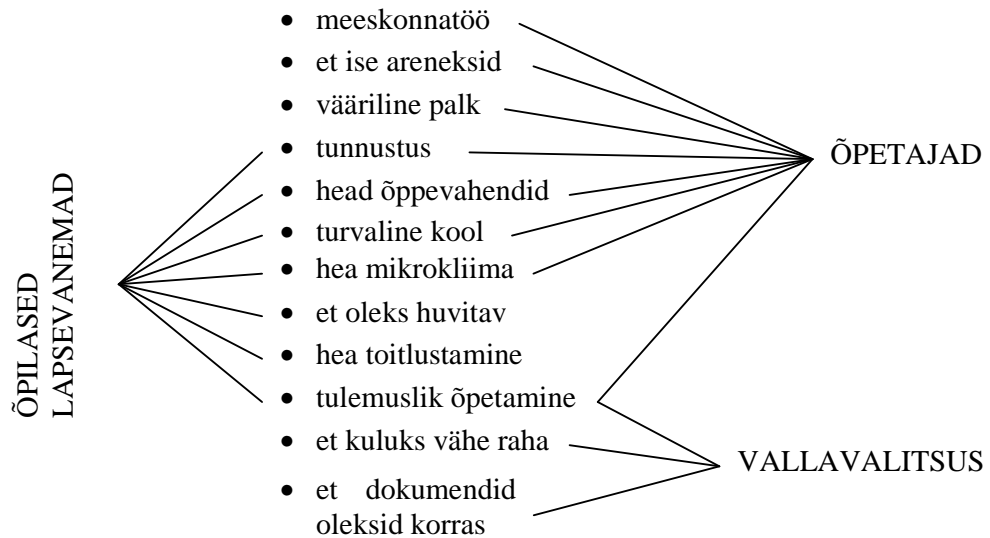 ÕPILASED
LAPSEVANEMAD
• meeskonnatöö
• et ise areneksid
• vääriline palk
• tunnustus
• head õppevahendid
• turvaline kool
• hea mikrokliima
• et oleks huvitav
• hea toitlustamine
• tulemuslik õpetamine
• et kuluks vähe raha
• et dokumendid
oleksid korras
ÕPETAJAD
VALLAVALITSUS